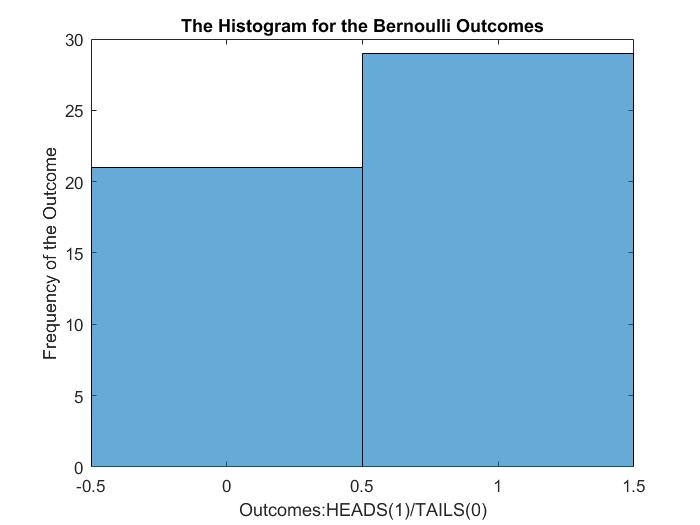 The Histogram for the Bernoulli Outcomes
30
25
20
15
10
5
0
Frequency of the Outcome
-0.5 0 0.5 1 1.5
Outcomes:HEADS(1)/TAILS(0)